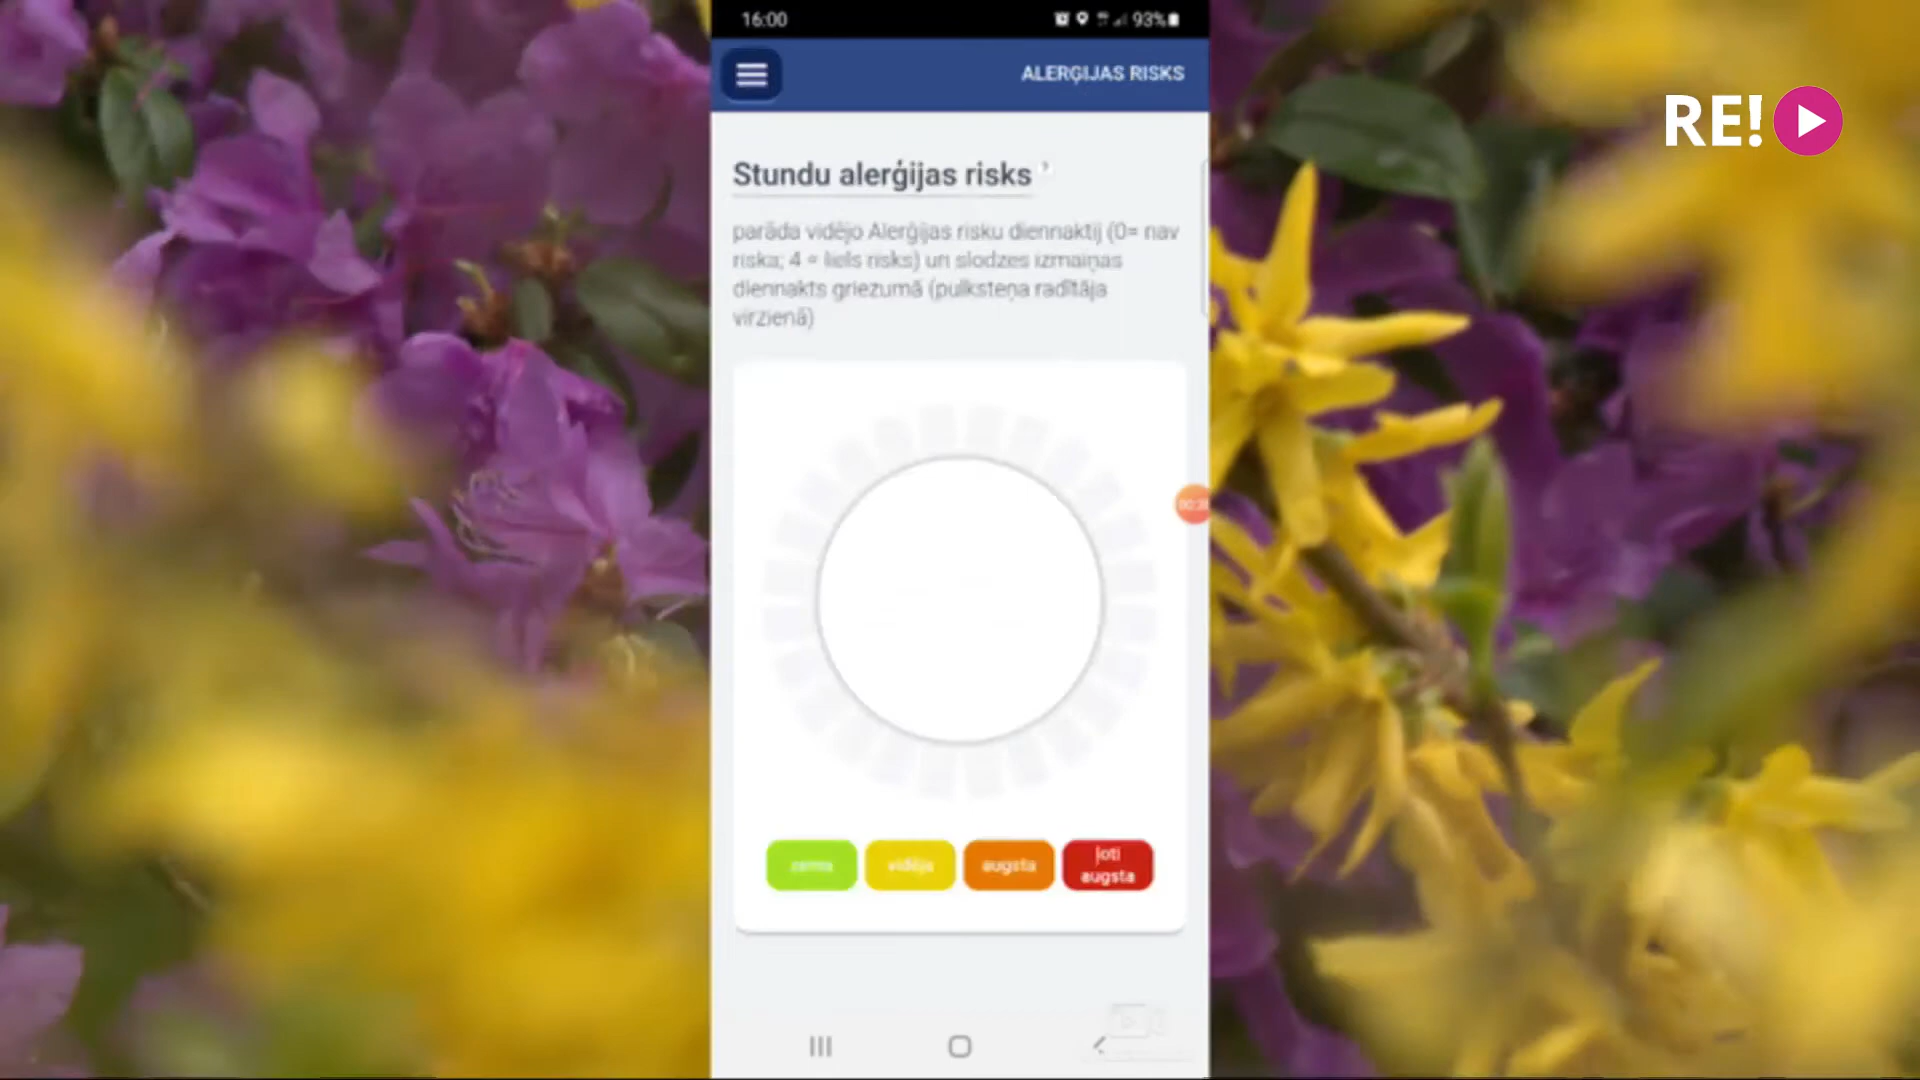 16:00
93%
ALERĢIJAS RISKS
RE!
Stundu alerģijas risks ?
parāda vidējo Alerģijas risku diennaktij (0= nav
riska; 4 = liels risks) un slodzes izmaiņas
diennakts griezumā (pulksteņa radītāja
virzienā)
zema
vidēja
augsta
ļoti
augsta